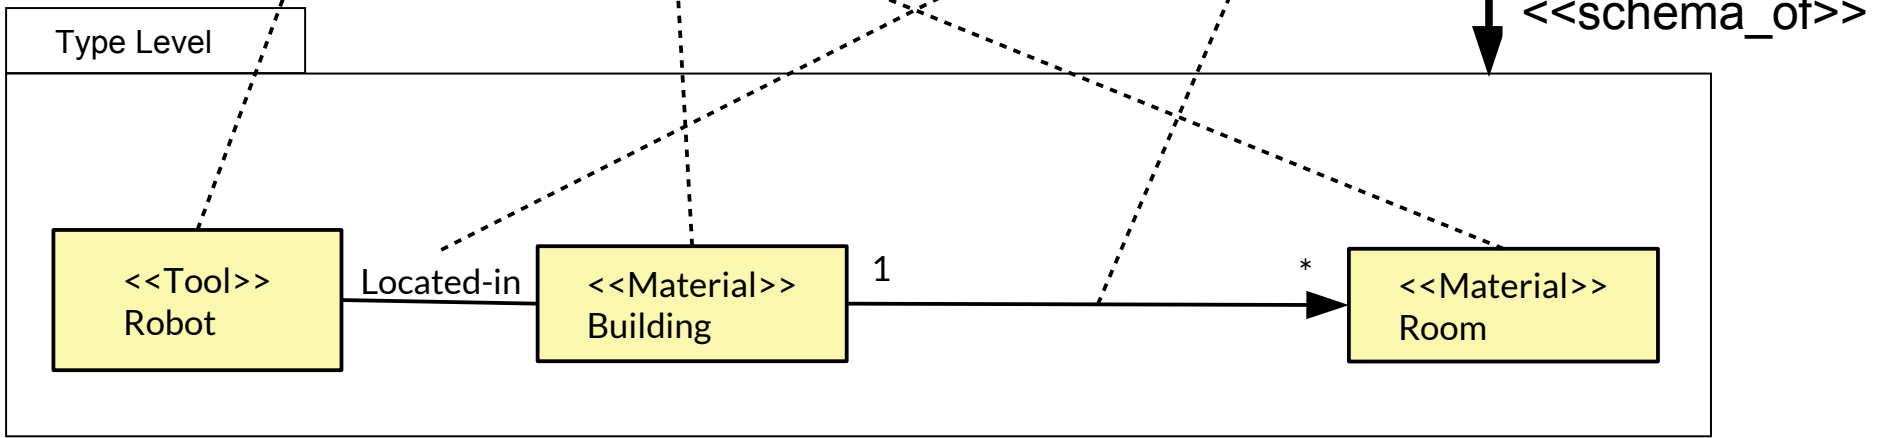 <<schema_of>>
Type Level
<<Tool>>
Robot
Located-in
<<Material>>
Building
1
*
<<Material>>
Room